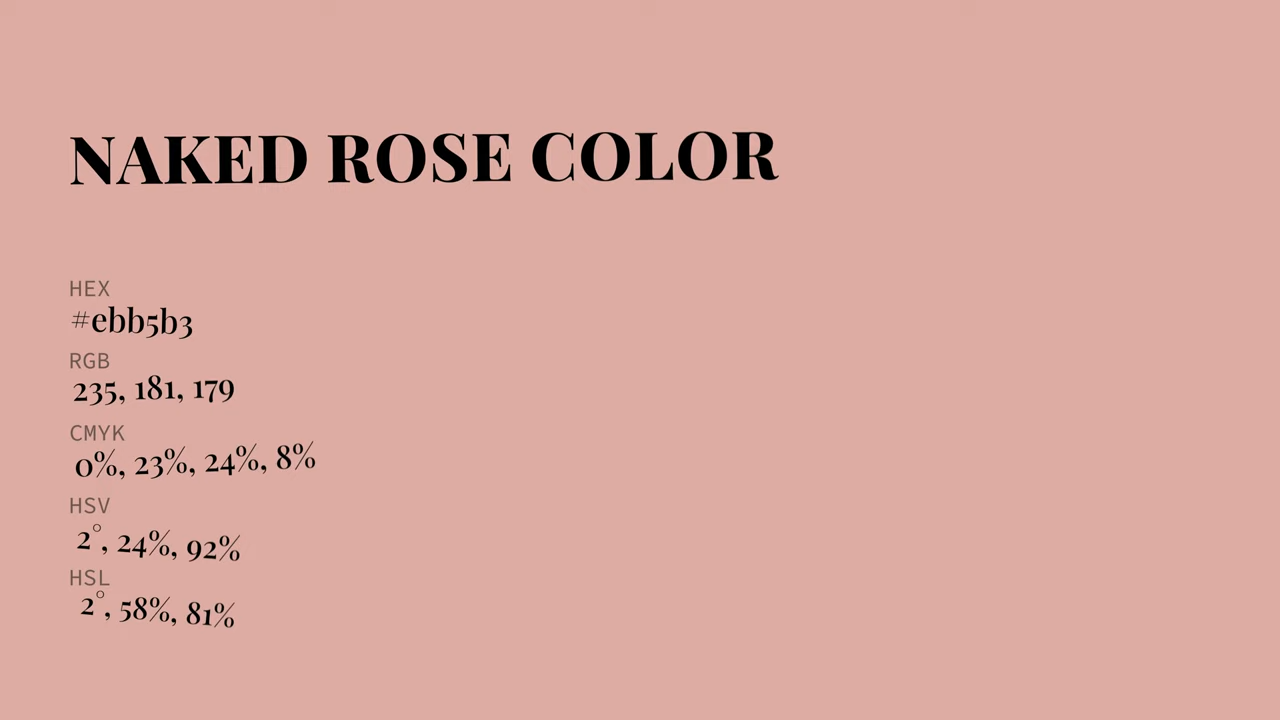 NAKED ROSE COLOR
HEX
#ebb5b3
RGB
235, 181, 179
CMYK
0%, 23%, 24%, 8%
HSV
2°, 24%, 92%
HSL
2°, 58%, 81%